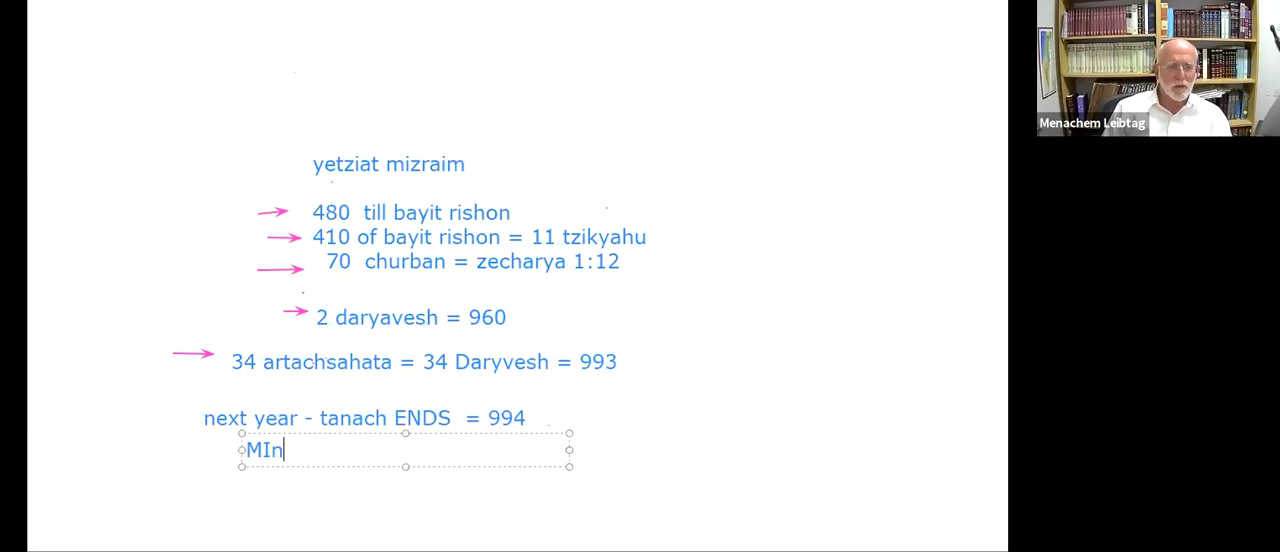 Menachem Leibtag
yetziat mizraim
480 till bayit rishon
410 of bayit rishon = 11 tzikyahu
70 churban = zecharya 1:12
2 daryavesh = 960
34 artachsahata = 34 Daryvesh = 993
next year - tanach ENDS = 994
MIn